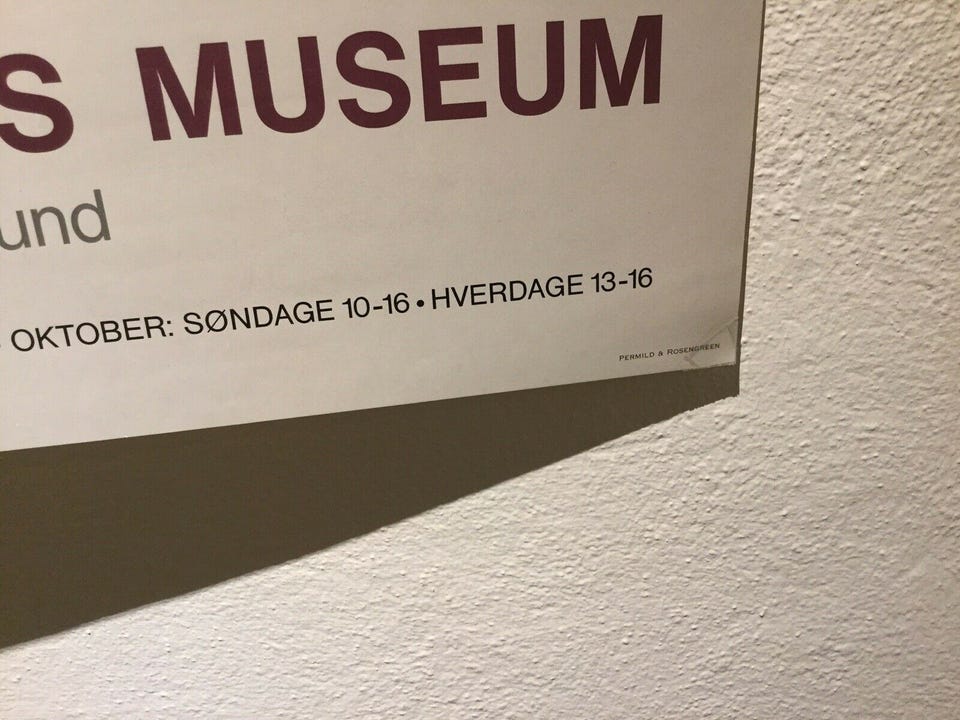 S MUSEUM
und
OKTOBER: SØNDAGE 10-16 • HVERDAGE 13-16
PERMILD & ROSENGREEN